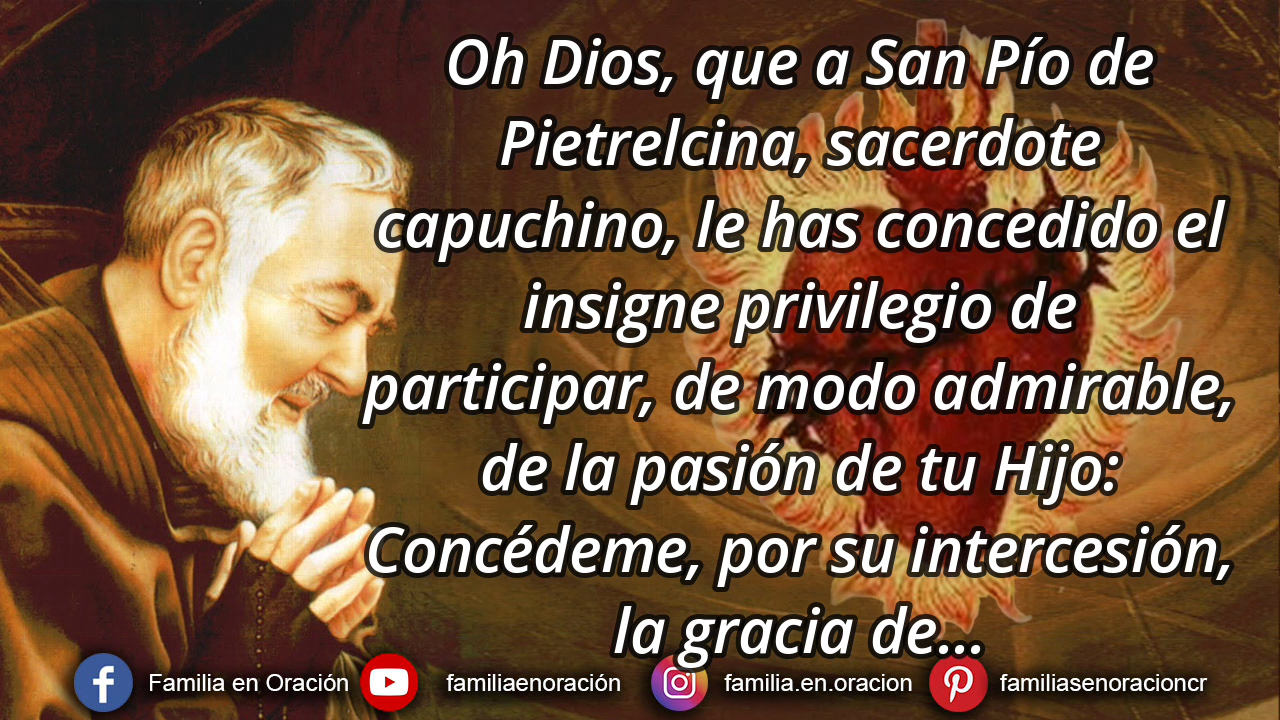 Oh Dios, que a San Pío de
Pietrelcina, sacerdote
capuchino, le has concedido el
insigne privilegio de
participar, de modo admirable,
de la pasión de tu Hijo:
Concédeme, por su intercesión,
la gracia de...
Familia en Oración familiaenoración familia.en.oracion familiasenoracioncr